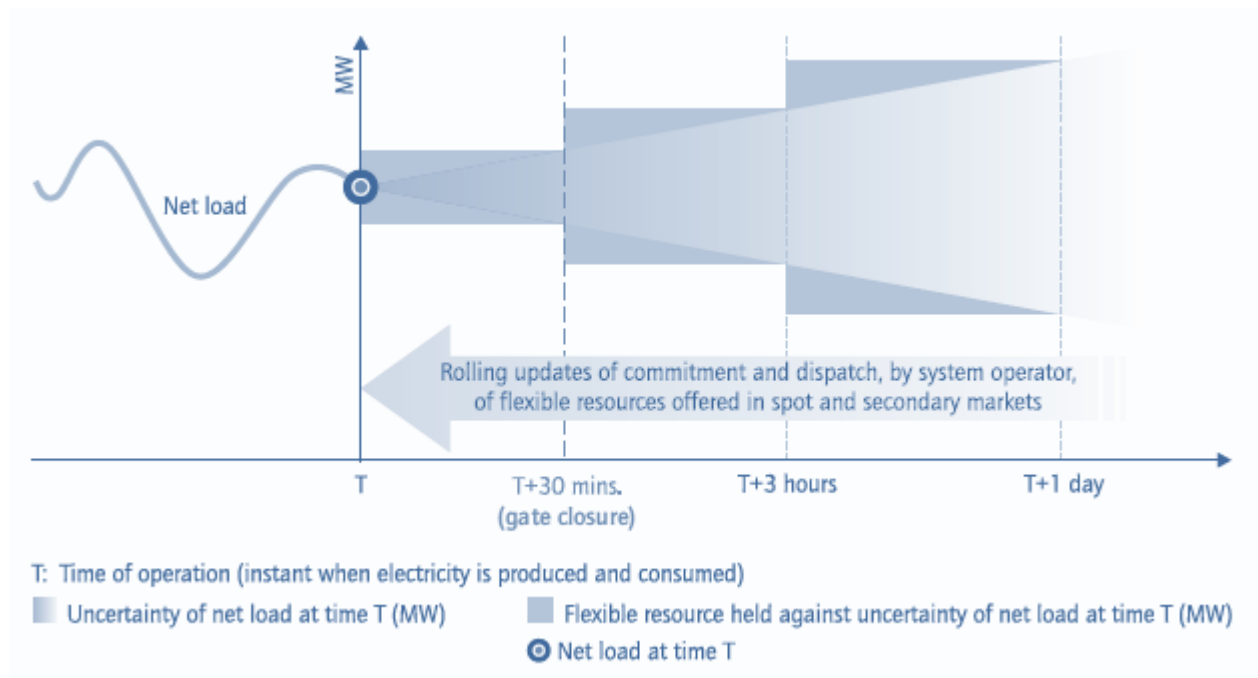 MW
Net load
Rolling updates of commitment and dispatch, by system operator,
of flexible resources offered in spot and secondary markets
T
T+30 mins.
(gate closure)
T+3 hours
T+1 day
T: Time of operation (instant when electricity is produced and consumed)
Uncertainty of net load at time T (MW)
Flexible resource held against uncertainty of net load at time T (MW)
Net load at time T